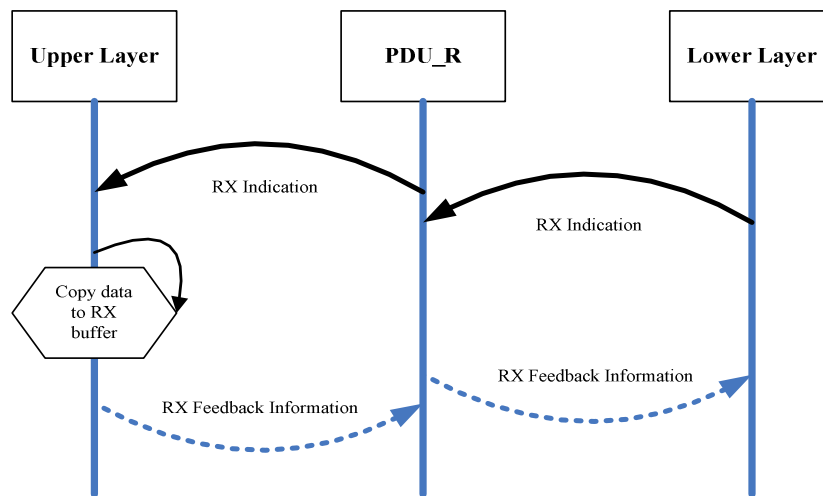 Upper Layer
PDU_R
Lower Layer
RX Indication
RX Indication
Copy data
to RX
buffer
RX Feedback Information
RX Feedback Information